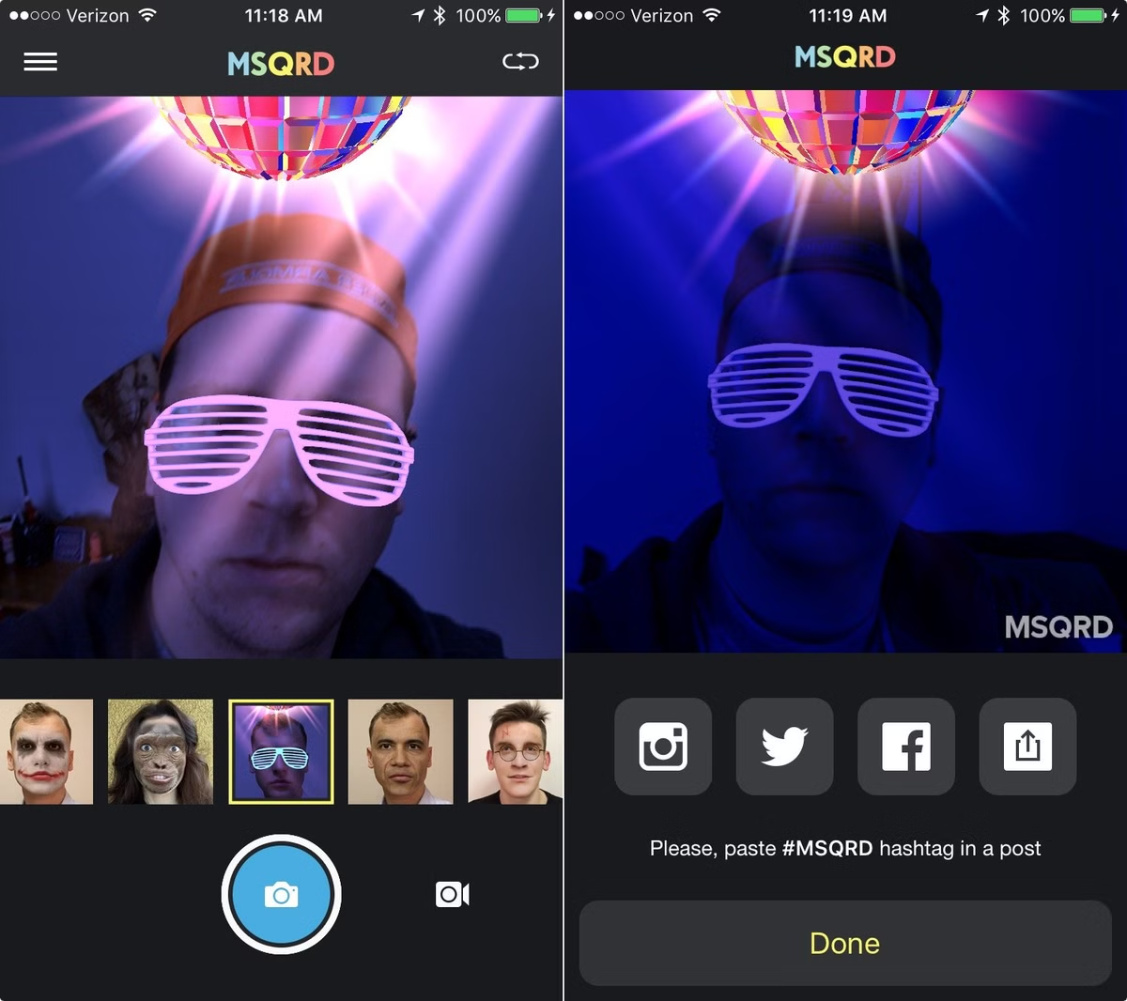 Verizon 11:18 AM 100%
MSQRD
Verizon 11:19 AM 100%
MSQRD
MSQRD
Please, paste #MSQRD hashtag in a post
Done